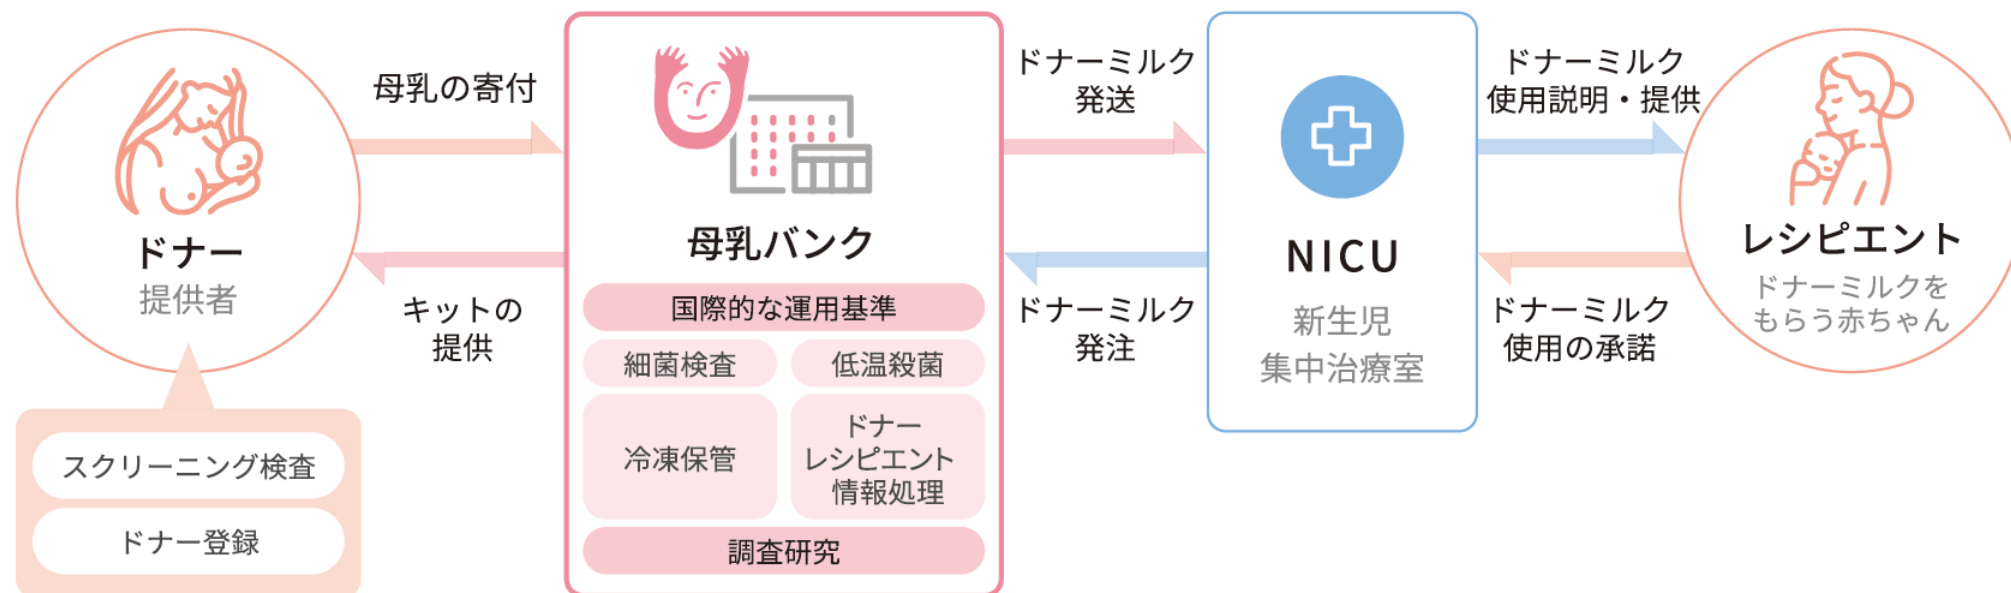 母乳の寄付
ドナー
提供者
キットの
提供
スクリーニング検査
ドナー登録
母乳バンク
国際的な運用基準
細菌検査
低温殺菌
冷凍保管
ドナー
レシピエント
情報処理
調査研究
ドナーミルク
発送
ドナーミルク
発注
NICU
新生児
集中治療室
ドナーミルク
使用説明・提供
ドナーミルク
使用の承諾
レシピエント
ドナーミルクを
もらう赤ちゃん